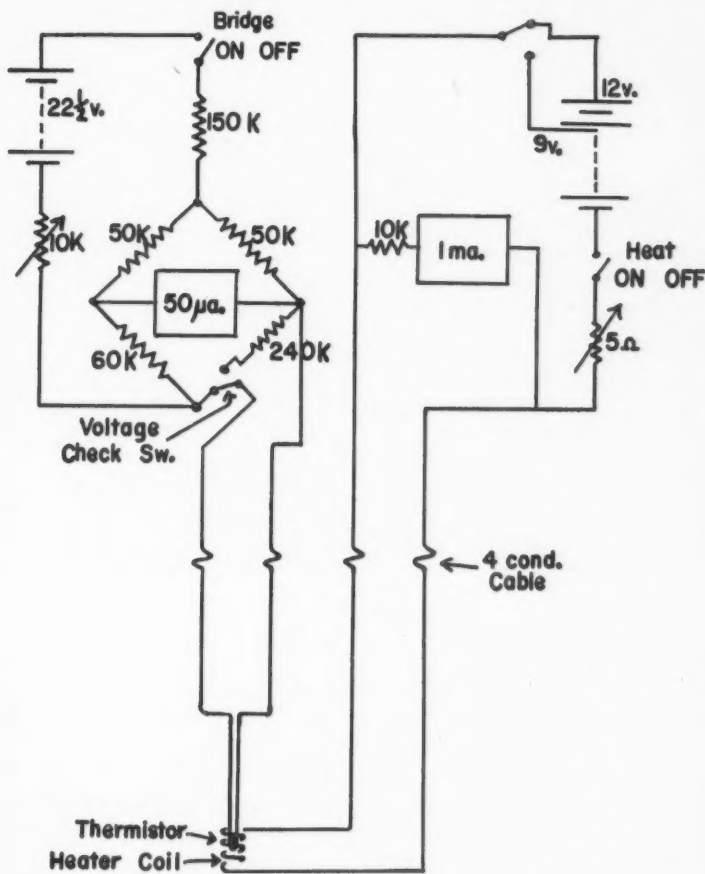 Bridge
ON OFF
22½v.
150K
12v.
9v.
10K
50K
50K
10K
1ma.
Heat
ON OFF
50μa.
5Ω
60K
240K
Voltage
Check Sw.
4 cond.
Cable
Thermistor
Heater Coil